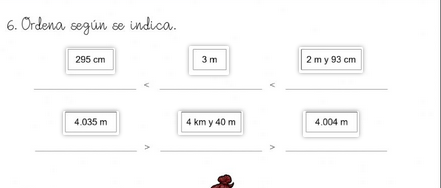 6. Ordena según se indica.
295 cm 3 m 2 m y 93 cm
< <
4.035 m 4 km y 40 m 4.004 m
> >